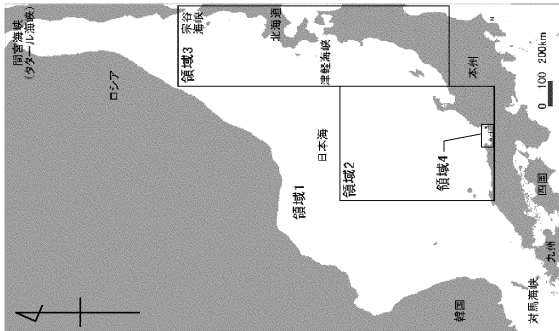 間宮海峡
(タタール海峡)
ロシア
宗谷
海峡
北海道
領域3
津軽海峡
本州
日本海
領域1
領域2
領域4
0 100 200km
四国
九州
韓国
対馬海峡